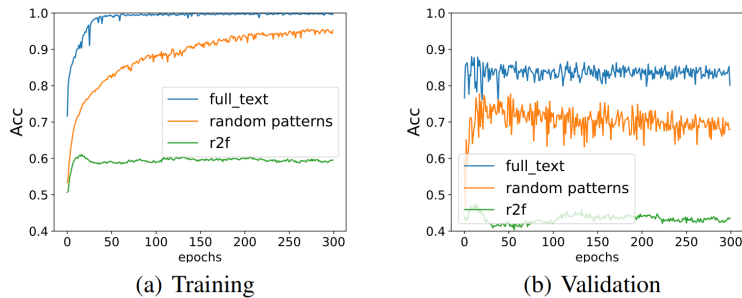 1.0
0.9
0.8
0.7
0.6
0.5
0.4
Acc
full_text
random patterns
r2f
0 50 100 150 200 250 300
epochs
(a) Training
1.0
0.9
0.8
0.7
0.6
0.5
0.4
Acc
full_text
random patterns
r2f
0 50 100 150 200 250 300
epochs
(b) Validation